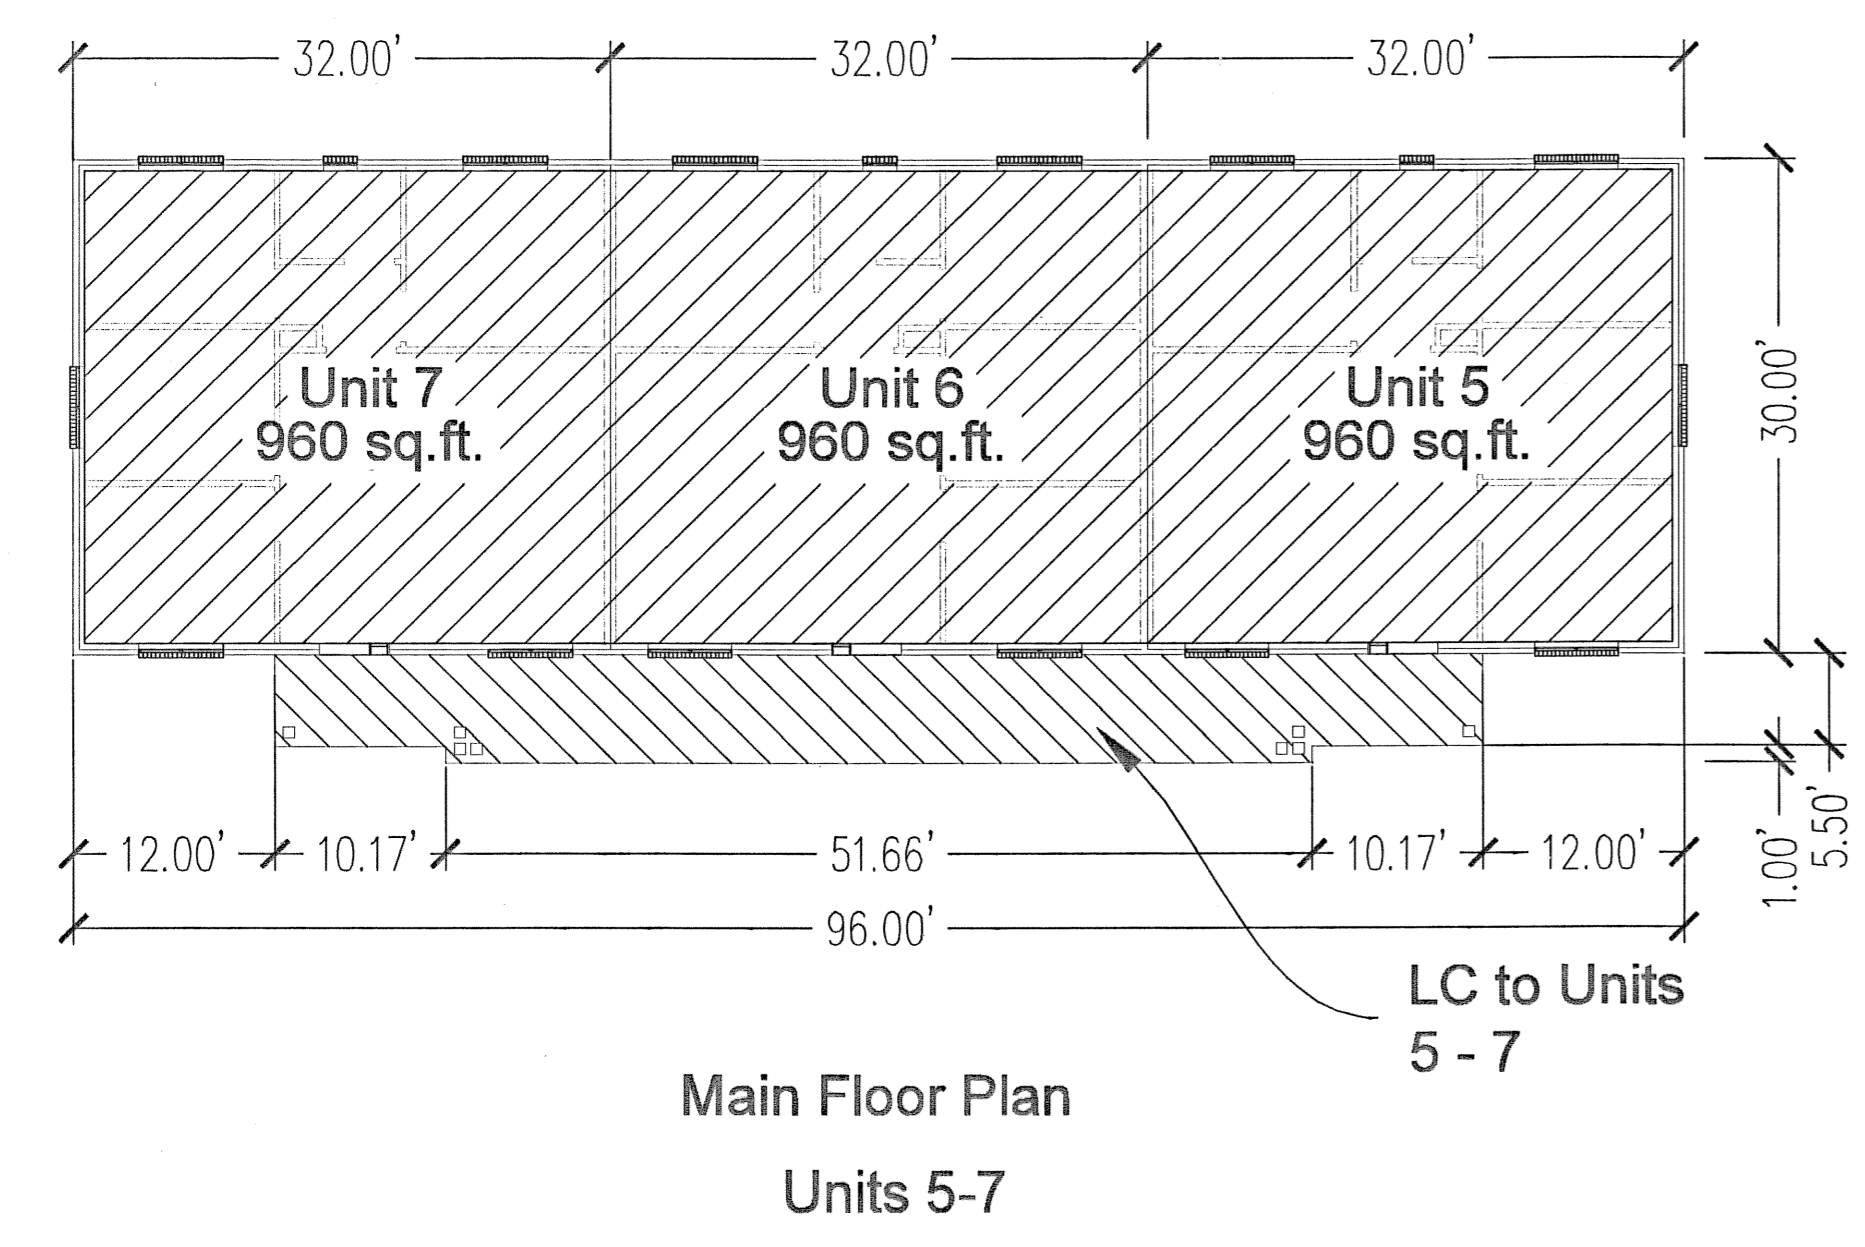 32.00' 32.00' 32.00'
Unit 7
960 sq.ft.
Unit 6
960 sq.ft.
Unit 5
960 sq.ft.
30.00'
5.50'
1.00'
12.00' 10.17' 51.66' 10.17' 12.00'
96.00'
LC to Units
5 - 7
Main Floor Plan
Units 5-7